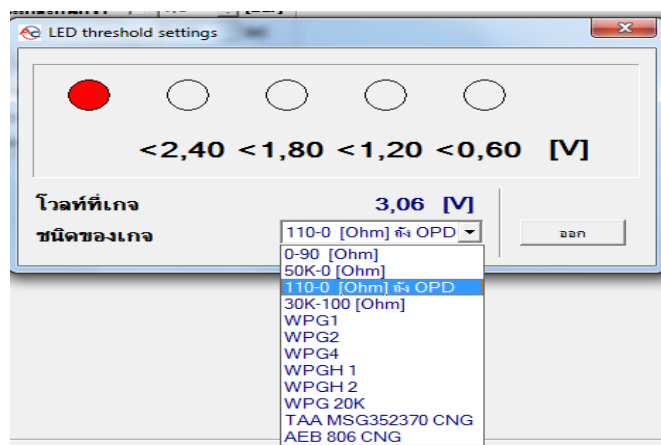 LED threshold settings
<2,40 <1,80 <1,20 <0,60 [V]
โวลท์ที่เกจ 3,06 [V]
ชนิดของเกจ 110-0 [Ohm] ถัง OPD ออก
0-90 [Ohm]
50K-0 [Ohm]
110-0 [Ohm] ถัง OPD
30K-100 [Ohm]
WPG1
WPG2
WPG4
WPGH 1
WPGH 2
WPG 20K
TAA MSG352370 CNG
AEB 806 CNG